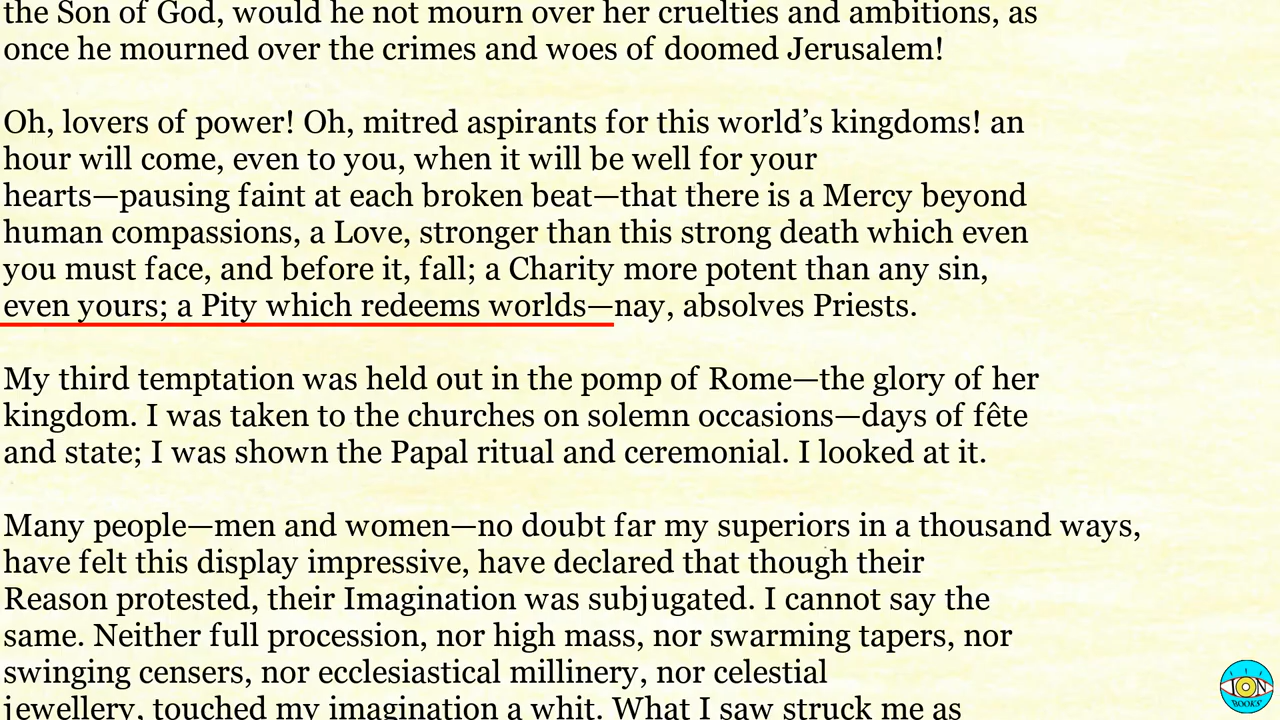 the Son of God, would he not mourn over her cruelties and ambitions, as
once he mourned over the crimes and woes of doomed Jerusalem!
Oh, lovers of power! Oh, mitred aspirants for this world’s kingdoms! an
hour will come, even to you, when it will be well for your
hearts—pausing faint at each broken beat—that there is a Mercy beyond
human compassions, a Love, stronger than this strong death which even
you must face, and before it, fall; a Charity more potent than any sin,
even yours; a Pity which redeems worlds—nay, absolves Priests.
My third temptation was held out in the pomp of Rome—the glory of her
kingdom. I was taken to the churches on solemn occasions—days of fête
and state; I was shown the Papal ritual and ceremonial. I looked at it.
Many people—men and women—no doubt far my superiors in a thousand ways,
have felt this display impressive, have declared that though their
Reason protested, their Imagination was subjugated. I cannot say the
same. Neither full procession, nor high mass, nor swarming tapers, nor
swinging censers, nor ecclesiastical millinery, nor celestial
jewellery, touched my imagination a whit. What I saw struck me as
ION
BOOKS